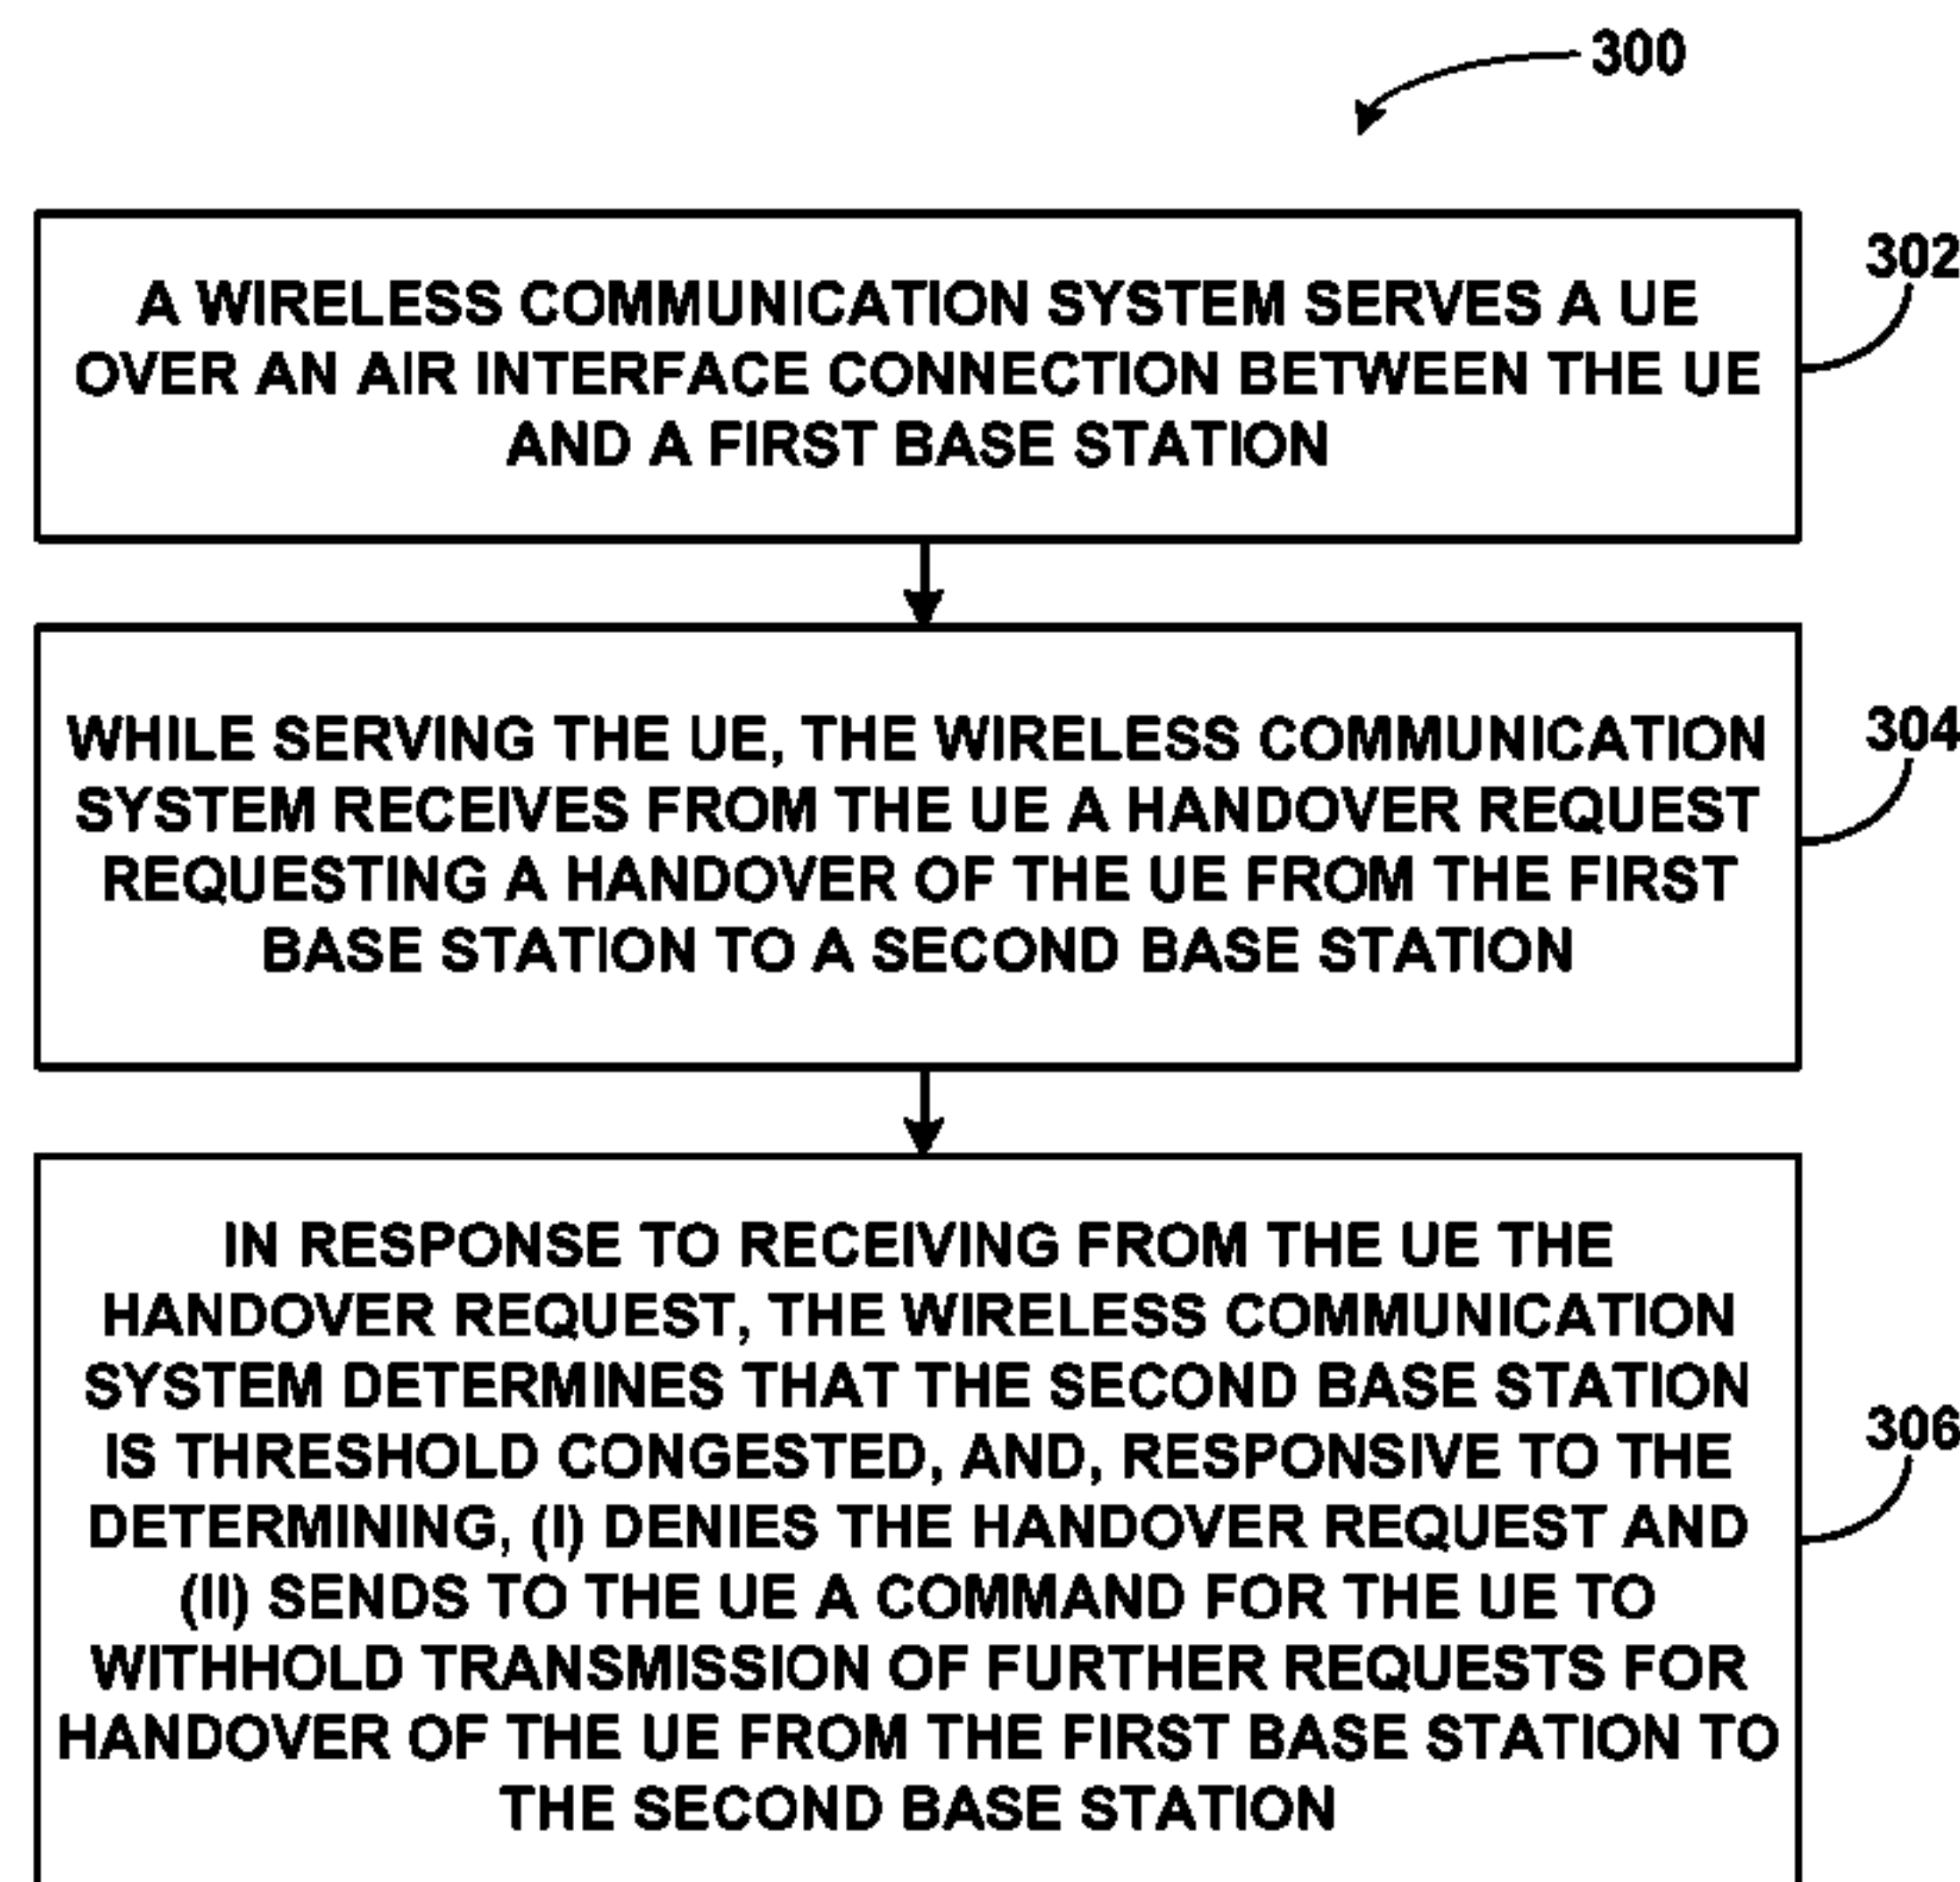 300
302
A WIRELESS COMMUNICATION SYSTEM SERVES A UE
OVER AN AIR INTERFACE CONNECTION BETWEEN THE UE
AND A FIRST BASE STATION
304
WHILE SERVING THE UE, THE WIRELESS COMMUNICATION
SYSTEM RECEIVES FROM THE UE A HANDOVER REQUEST
REQUESTING A HANDOVER OF THE UE FROM THE FIRST
BASE STATION TO A SECOND BASE STATION
306
IN RESPONSE TO RECEIVING FROM THE UE THE
HANDOVER REQUEST, THE WIRELESS COMMUNICATION
SYSTEM DETERMINES THAT THE SECOND BASE STATION
IS THRESHOLD CONGESTED, AND, RESPONSIVE TO THE
DETERMINING, (I) DENIES THE HANDOVER REQUEST AND
(II) SENDS TO THE UE A COMMAND FOR THE UE TO
WITHHOLD TRANSMISSION OF FURTHER REQUESTS FOR
HANDOVER OF THE UE FROM THE FIRST BASE STATION TO
THE SECOND BASE STATION